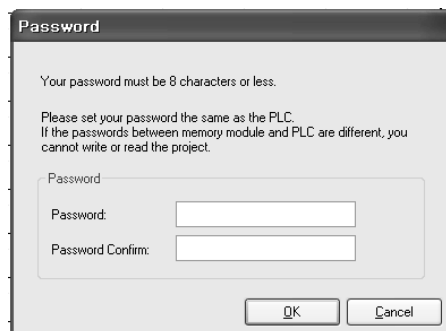 Password
Your password must be 8 characters or less.
Please set your password the same as the PLC.
If the passwords between memory module and PLC are different, you
cannot write or read the project.
Password
Password:
Password Confirm:
OK
Cancel